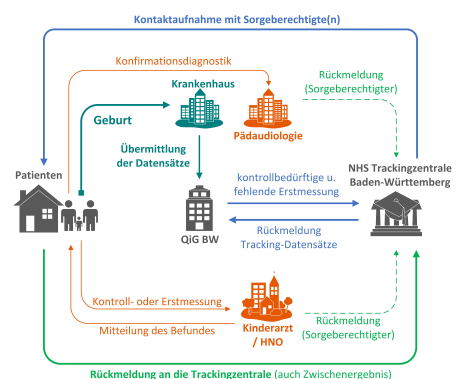 Kontaktaufnahme mit Sorgeberechtigte(n)
Konfirmationsdiagnostik
Krankenhaus
Pädaudiologie
Rückmeldung
(Sorgeberechtigter)
Geburt
Übermittlung
der Datensätze
Patienten
kontrollbedürftige u.
fehlende Erstmessung
NHS Trackingzentrale
Baden-Württemberg
QiG BW
Rückmeldung
Tracking-Datensätze
Kontroll- oder Erstmessung
Mitteilung des Befundes
Kinderarzt
/ HNO
Rückmeldung
(Sorgeberechtigter)
Rückmeldung an die Trackingzentrale (auch Zwischenergebnis)